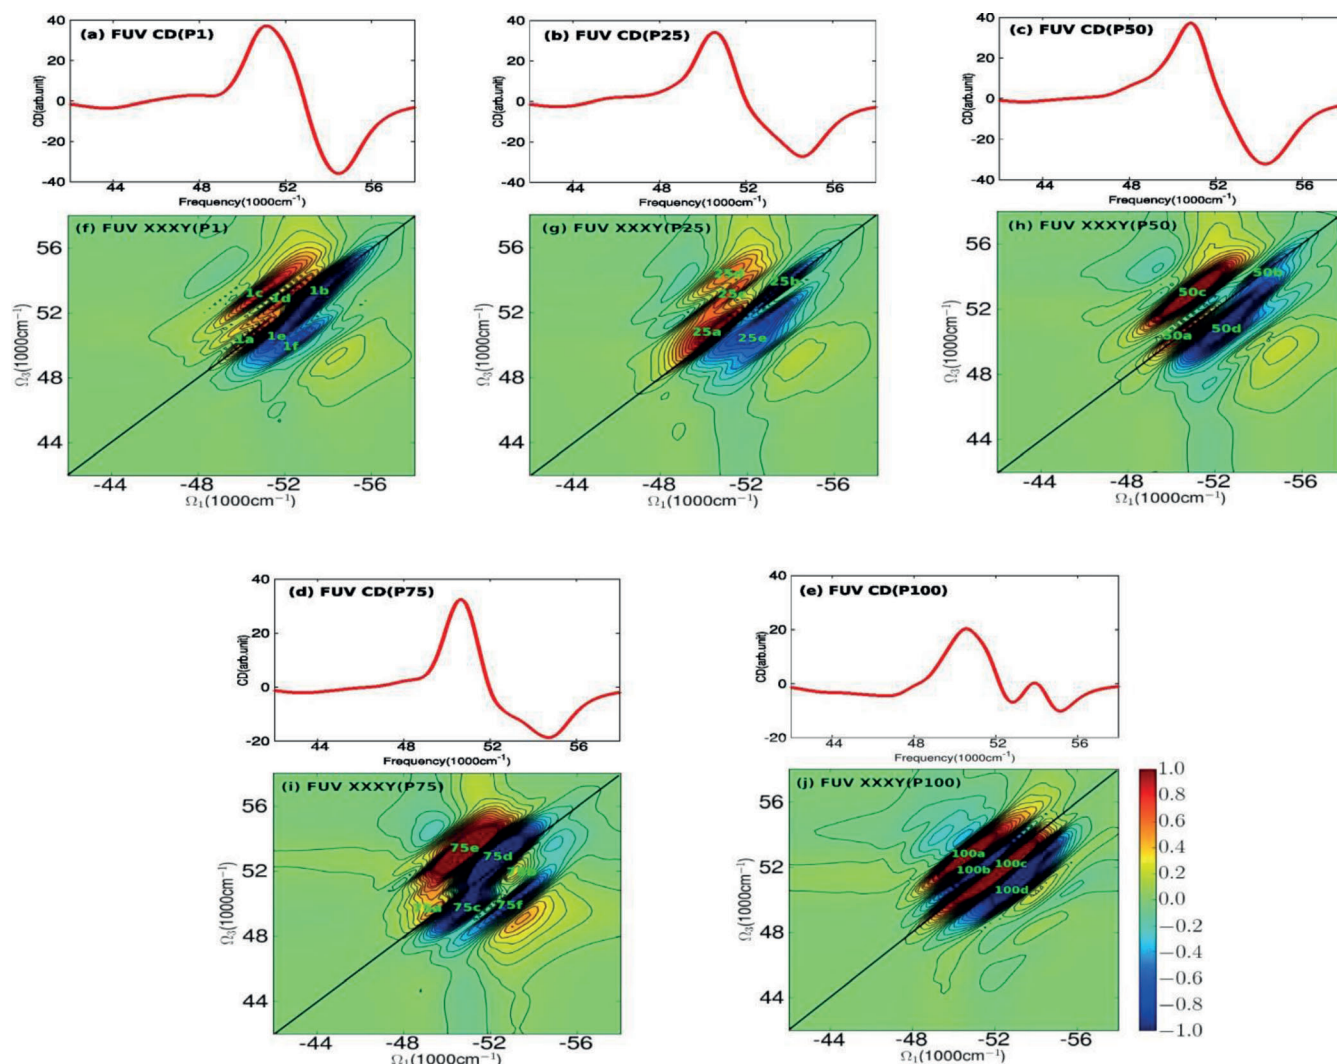 (a) FUV CD(P1)
40
20
0
-20
-40
CD(arb.unit)
44 48 52 56
Frequency(1000cm⁻¹)
(b) FUV CD(P25)
40
20
0
-20
-40
CD(arb.unit)
44 48 52 56
Frequency(1000cm⁻¹)
(c) FUV CD(P50)
40
20
0
-20
-40
CD(arb.unit)
44 48 52 56
Frequency(1000cm⁻¹)
(f) FUV XXXY(P1)
56
52
48
44
Ω₃(1000cm⁻¹)
1c 1d 1b
1a 1e 1f
-44 -48 -52 -56
Ω₁(1000cm⁻¹)
(g) FUV XXXY(P25)
56
52
48
44
Ω₃(1000cm⁻¹)
25b
25a 25e
-44 -48 -52 -56
Ω₁(1000cm⁻¹)
(h) FUV XXXY(P50)
56
52
48
44
Ω₃(1000cm⁻¹)
50b
50c
50a 50d
-44 -48 -52 -56
Ω₁(1000cm⁻¹)
(d) FUV CD(P75)
40
20
0
-20
CD(arb.unit)
44 48 52 56
Frequency(1000cm⁻¹)
(e) FUV CD(P100)
40
20
0
-20
CD(arb.unit)
44 48 52 56
Frequency(1000cm⁻¹)
(i) FUV XXXY(P75)
56
52
48
44
Ω₃(1000cm⁻¹)
75e 75d
75c 75f
-44 -48 -52 -56
Ω₁(1000cm⁻¹)
(j) FUV XXXY(P100)
56
52
48
44
Ω₃(1000cm⁻¹)
100a 100c
100b
100d
-44 -48 -52 -56
Ω₁(1000cm⁻¹)
1.0
0.8
0.6
0.4
0.2
0.0
−0.2
−0.4
−0.6
−0.8
−1.0